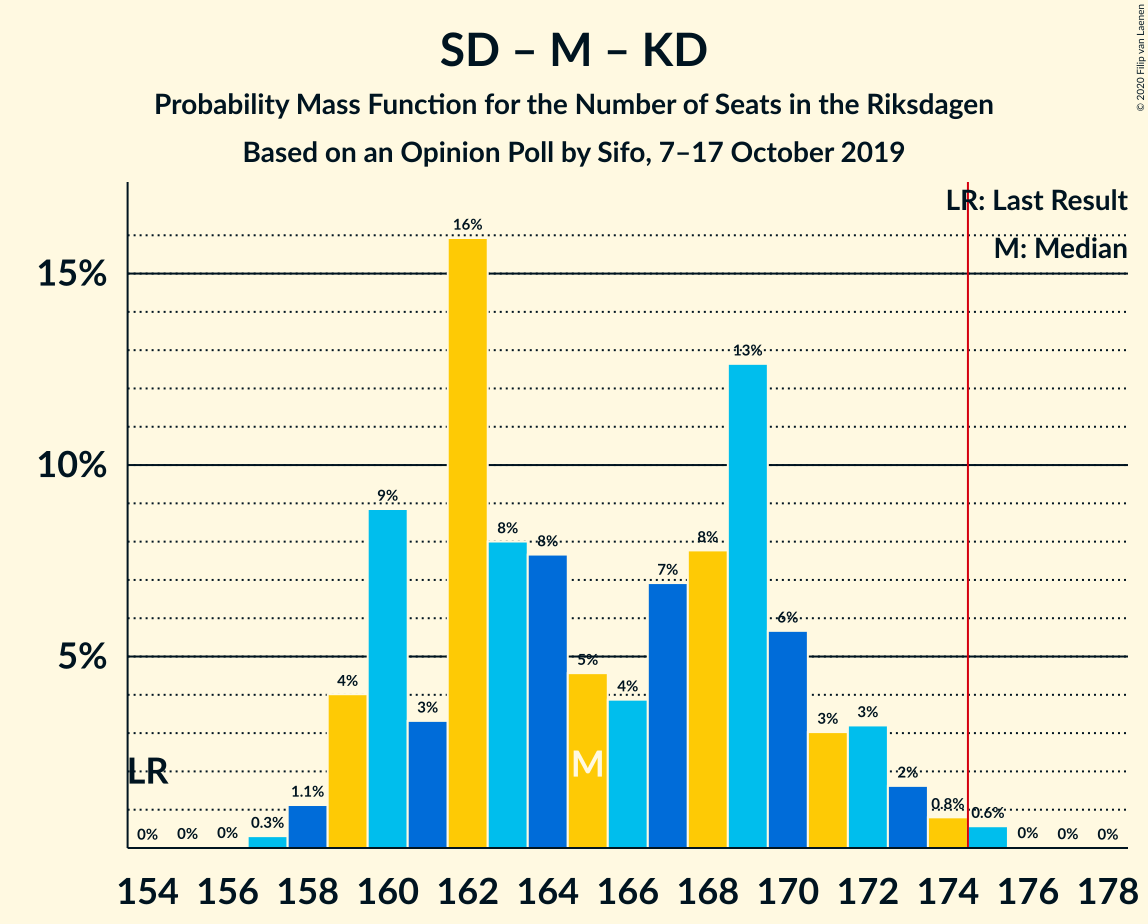 SD – M – KD
Probability Mass Function for the Number of Seats in the Riksdagen
Based on an Opinion Poll by Sifo, 7–17 October 2019
© 2020 Filip van Laenen
LR: Last Result
M: Median
15%
10%
5%
0% 0% 0% 0.3% 1.1% 4% 9% 3% 16% 8% 8% 5% 4% 7% 8% 13% 6% 3% 3% 2% 0.8% 0.6% 0% 0% 0%
LR
M
154 156 158 160 162 164 166 168 170 172 174 176 178